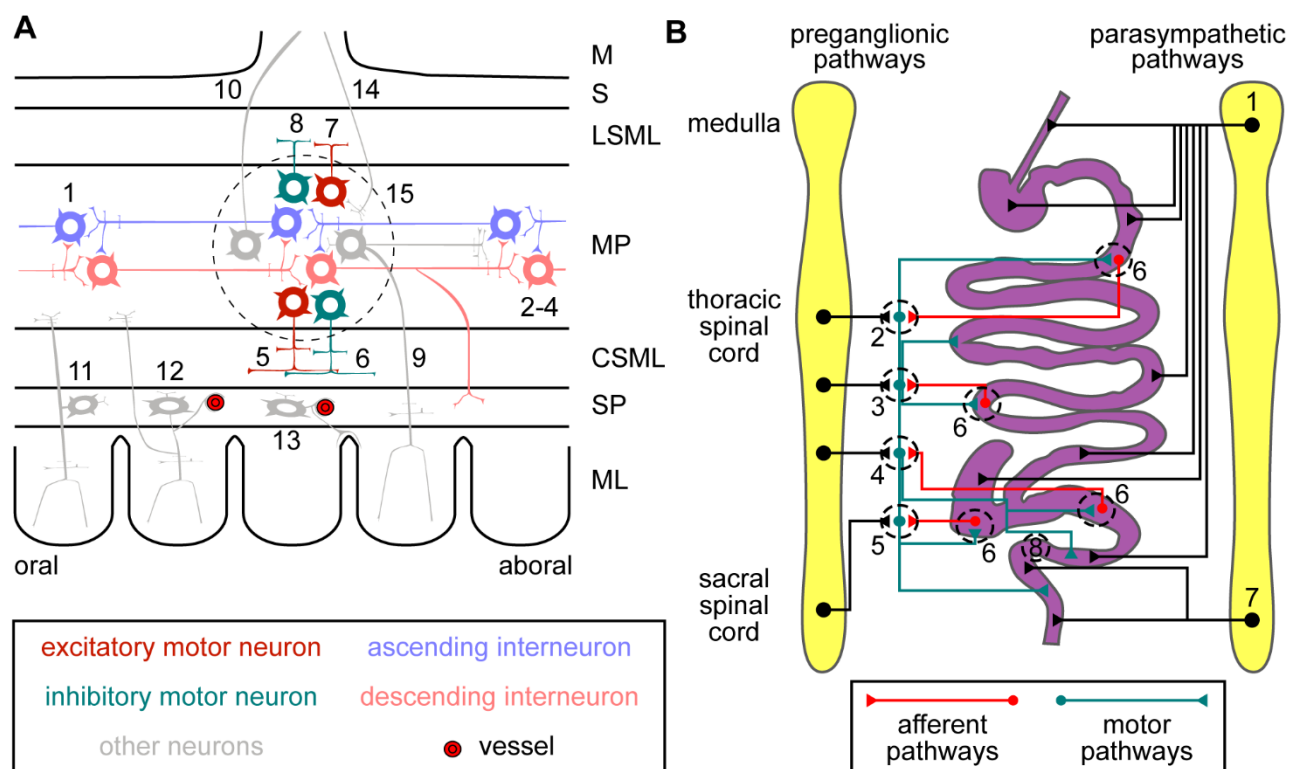 A
M
10
14
S
8
7
LSML
1
15
MP
2-4
5
6
9
CSML
11
12
SP
13
ML
oral
aboral
excitatory motor neuron
ascending interneuron
inhibitory motor neuron
descending interneuron
other neurons
vessel
B
preganglionic
pathways
parasympathetic
pathways
medulla
1
6
thoracic
spinal
cord
2
3
6
4
6
5
6
8
sacral
spinal
cord
7
afferent
pathways
motor
pathways